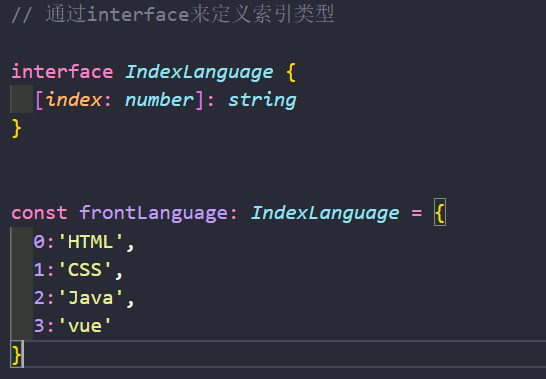 // 通过interface来定义索引类型
interface IndexLanguage {
[index: number]: string
}
const frontLanguage: IndexLanguage = {
0:'HTML',
1:'CSS',
2:'Java',
3:'vue'
}